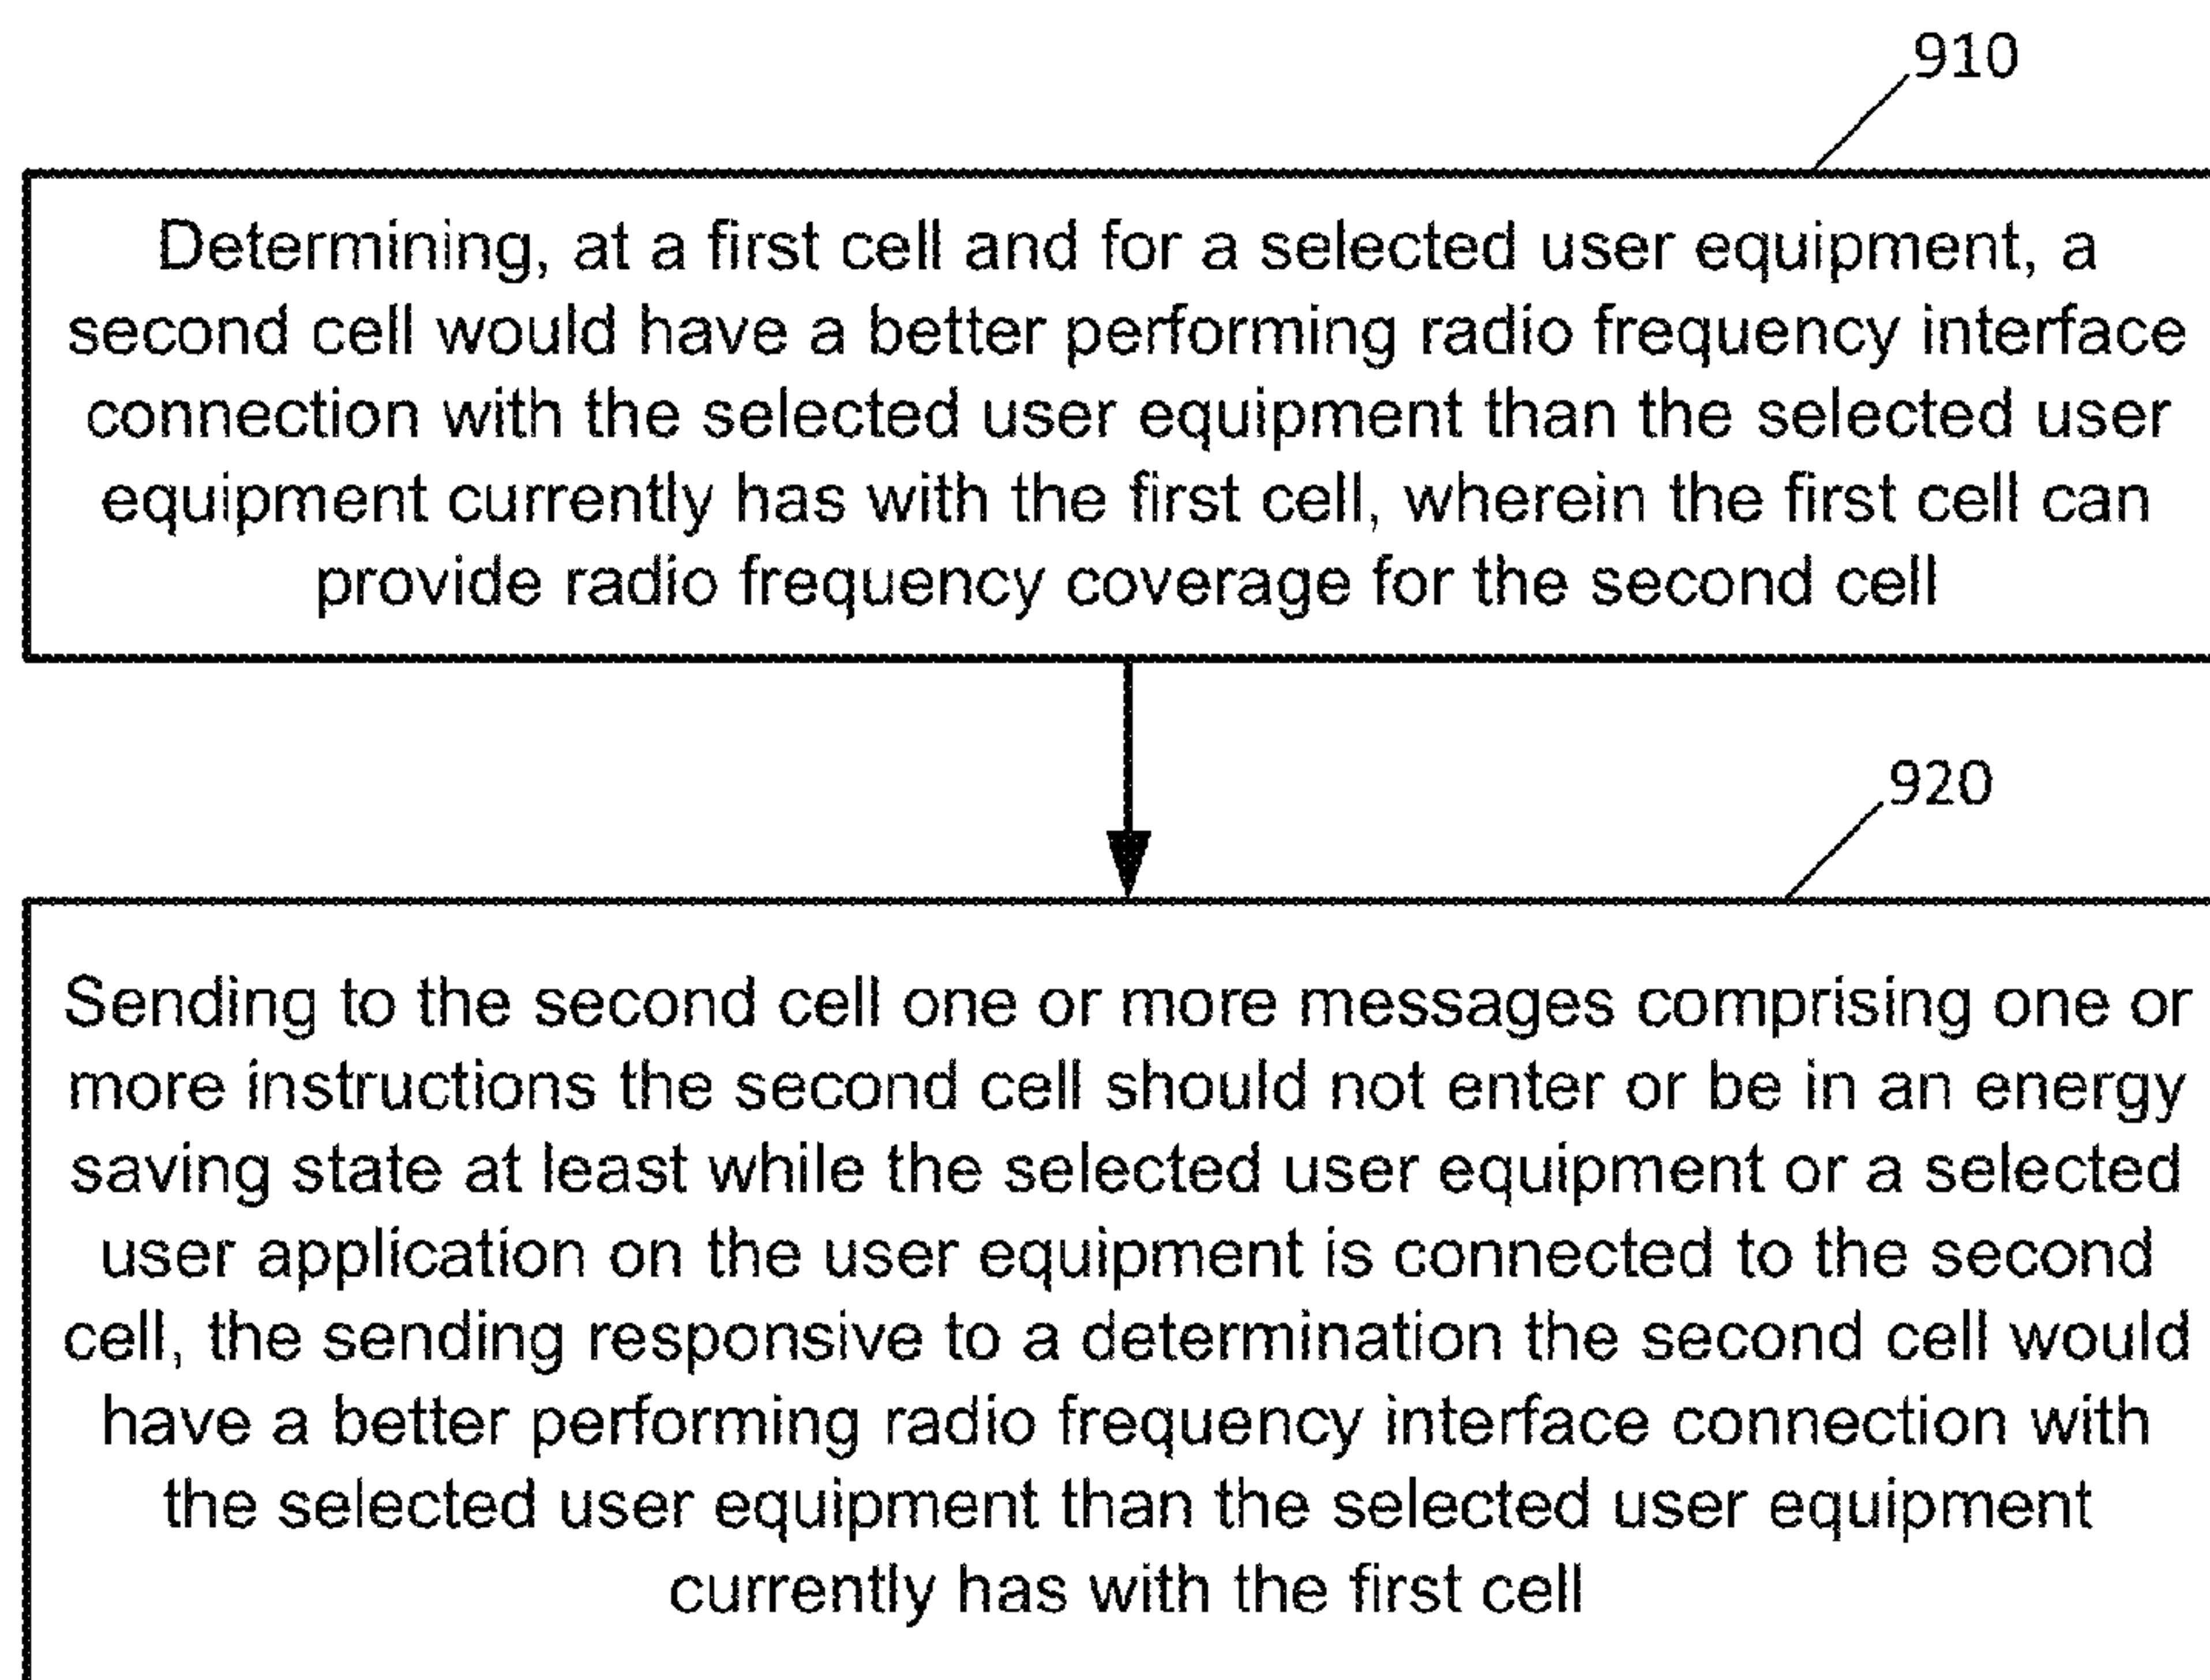 910
Determining, at a first cell and for a selected user equipment, a
second cell would have a better performing radio frequency interface
connection with the selected user equipment than the selected user
equipment currently has with the first cell, wherein the first cell can
provide radio frequency coverage for the second cell
920
Sending to the second cell one or more messages comprising one or
more instructions the second cell should not enter or be in an energy
saving state at least while the selected user equipment or a selected
user application on the user equipment is connected to the second
cell, the sending responsive to a determination the second cell would
have a better performing radio frequency interface connection with
the selected user equipment than the selected user equipment
currently has with the first cell